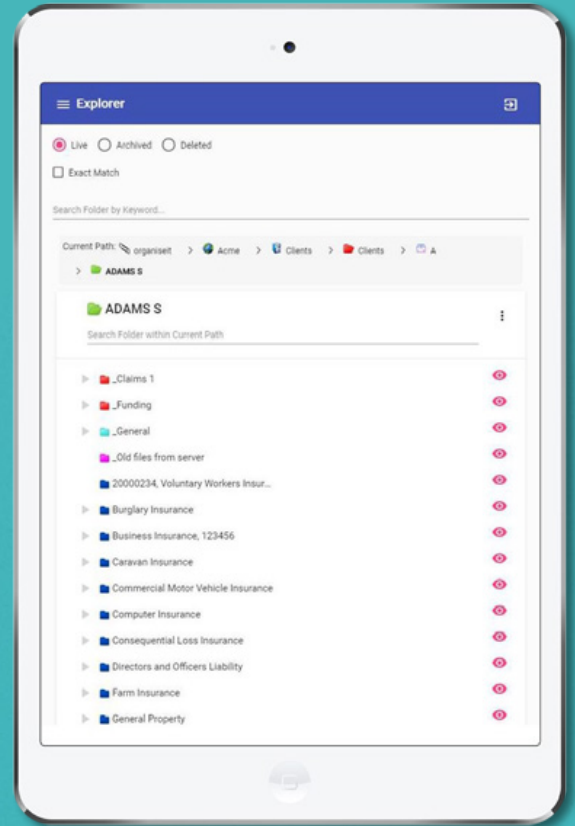 Explorer
Live Archived Deleted
Exact Match
Search Folder by Keyword...
Current Path: organiseit > Acme > Clients > Clients > A
> ADAMS S
ADAMS S
Search Folder within Current Path
_Claims 1
_Funding
_General
_Old files from server
20000234, Voluntary Workers Insur...
Burglary Insurance
Business Insurance, 123456
Caravan Insurance
Commercial Motor Vehicle Insurance
Computer Insurance
Consequential Loss Insurance
Directors and Officers Liability
Farm Insurance
General Property